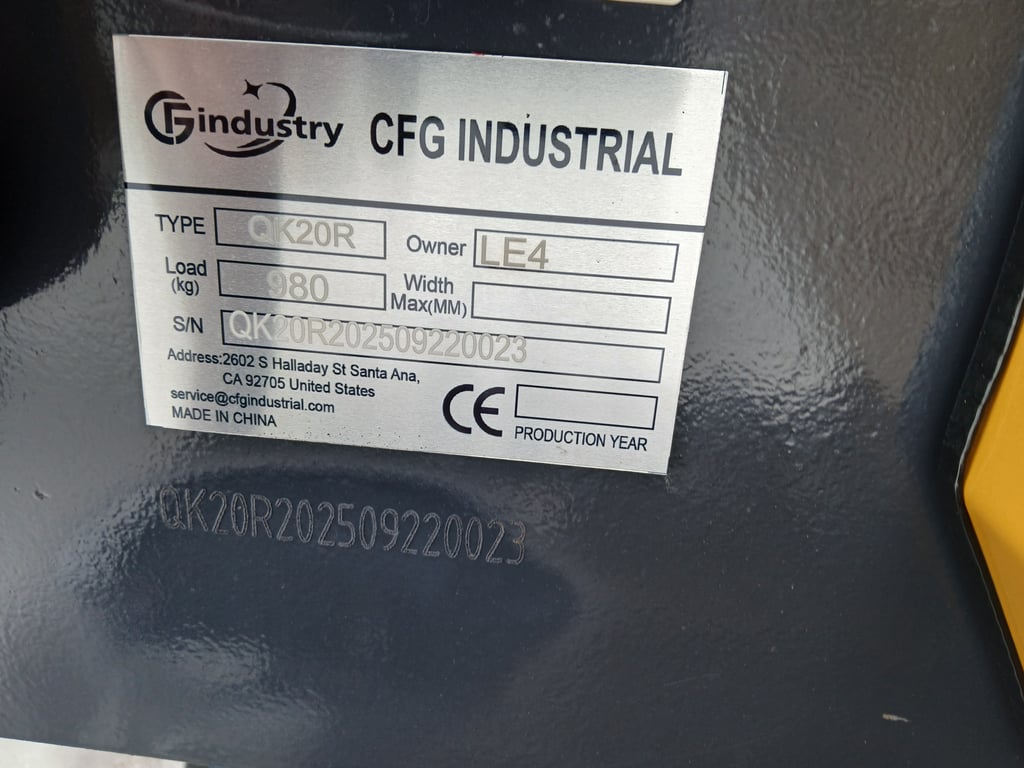 CFindustry CFG INDUSTRIAL
TYPE QK20R Owner LE4
Load (kg) 980 Width Max(MM)
S/N QK20R202509220023
Address:2602 S Halladay St Santa Ana,
CA 92705 United States
service@cfgindustrial.com
MADE IN CHINA
CE PRODUCTION YEAR
QK20R202509220023